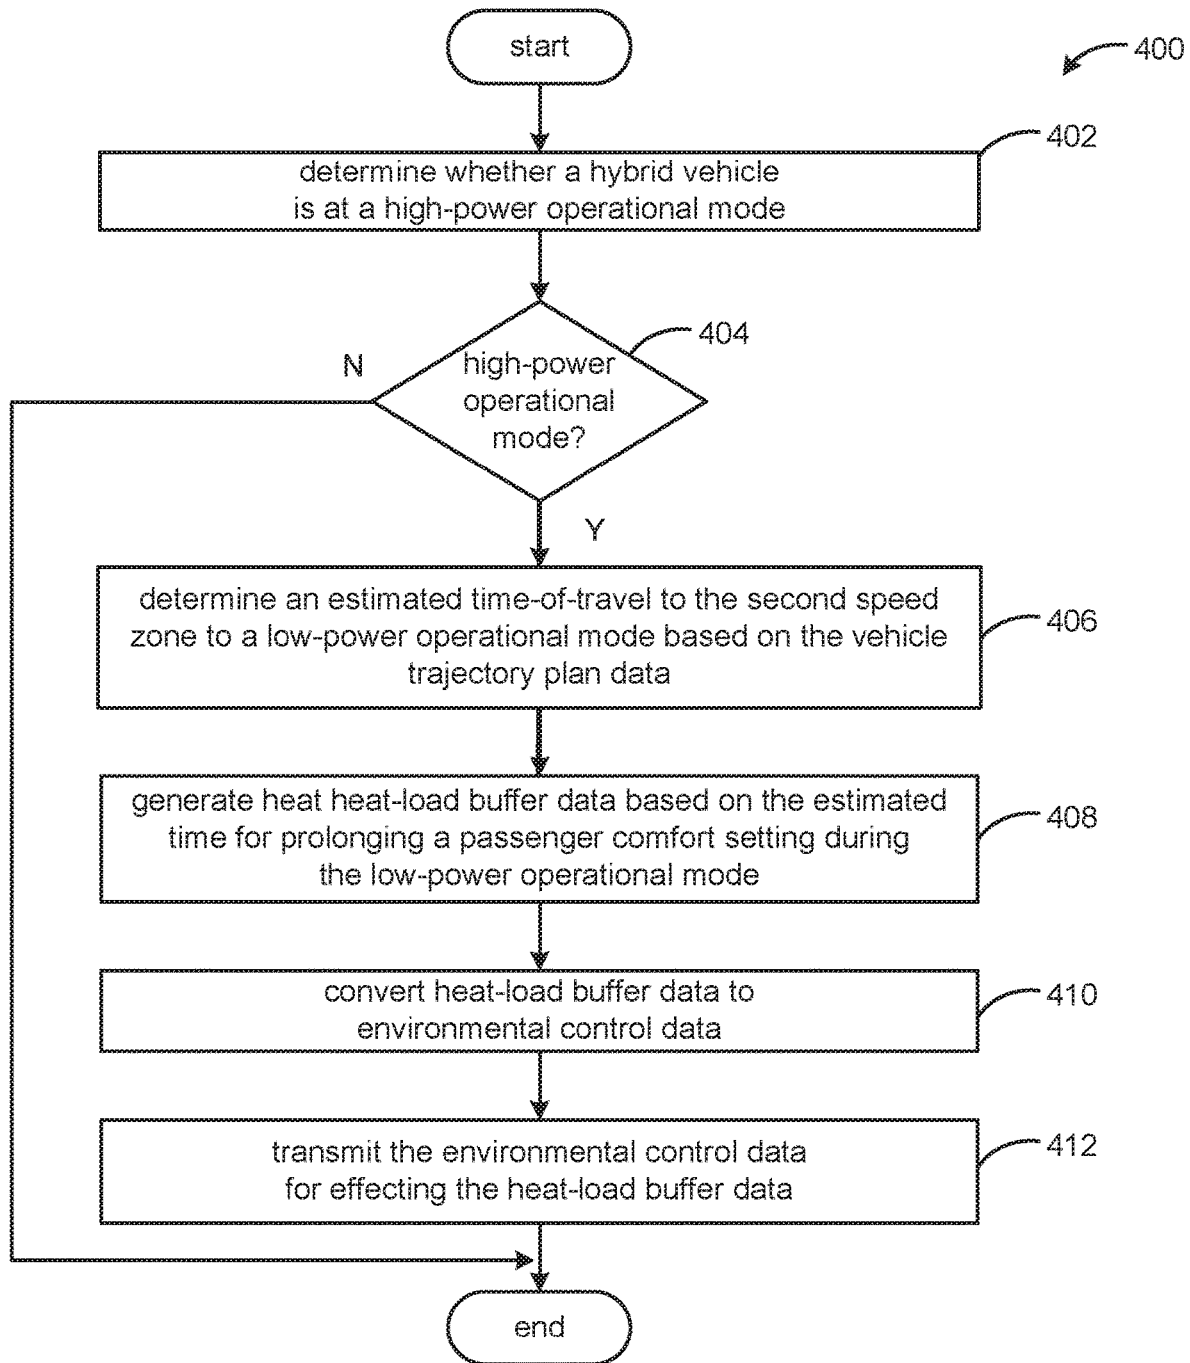 start
400
402
determine whether a hybrid vehicle
is at a high-power operational mode
404
N
high-power
operational
mode?
Y
determine an estimated time-of-travel to the second speed
zone to a low-power operational mode based on the vehicle
trajectory plan data
406
generate heat heat-load buffer data based on the estimated
time for prolonging a passenger comfort setting during
the low-power operational mode
408
convert heat-load buffer data to
environmental control data
410
transmit the environmental control data
for effecting the heat-load buffer data
412
end